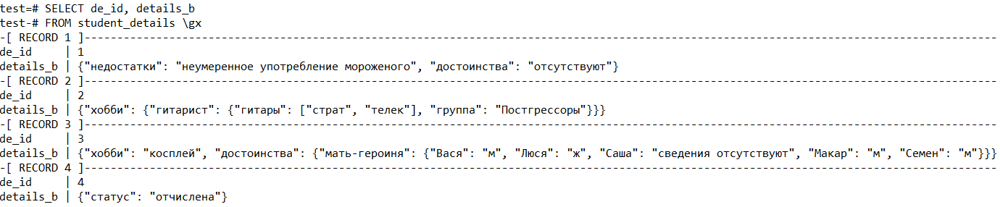 test=# SELECT de_id, details_b
test-# FROM student_details \gx
-[ RECORD 1 ]------------------------------------------------------------------------------------------------------------------------------------------
de_id     | 1
details_b | {"недостатки": "неумеренное употребление мороженого", "достоинства": "отсутствуют"}
-[ RECORD 2 ]------------------------------------------------------------------------------------------------------------------------------------------
de_id     | 2
details_b | {"хобби": {"гитарист": {"гитары": ["страт", "телек"], "группа": "Постгрессоры"}}}
-[ RECORD 3 ]------------------------------------------------------------------------------------------------------------------------------------------
de_id     | 3
details_b | {"хобби": "косплей", "достоинства": {"мать-героиня": {"Вася": "м", "Люся": "ж", "Саша": "сведения отсутствуют", "Макар": "м", "Семен": "м"}}}
-[ RECORD 4 ]------------------------------------------------------------------------------------------------------------------------------------------
de_id     | 4
details_b | {"статус": "отчислена"}